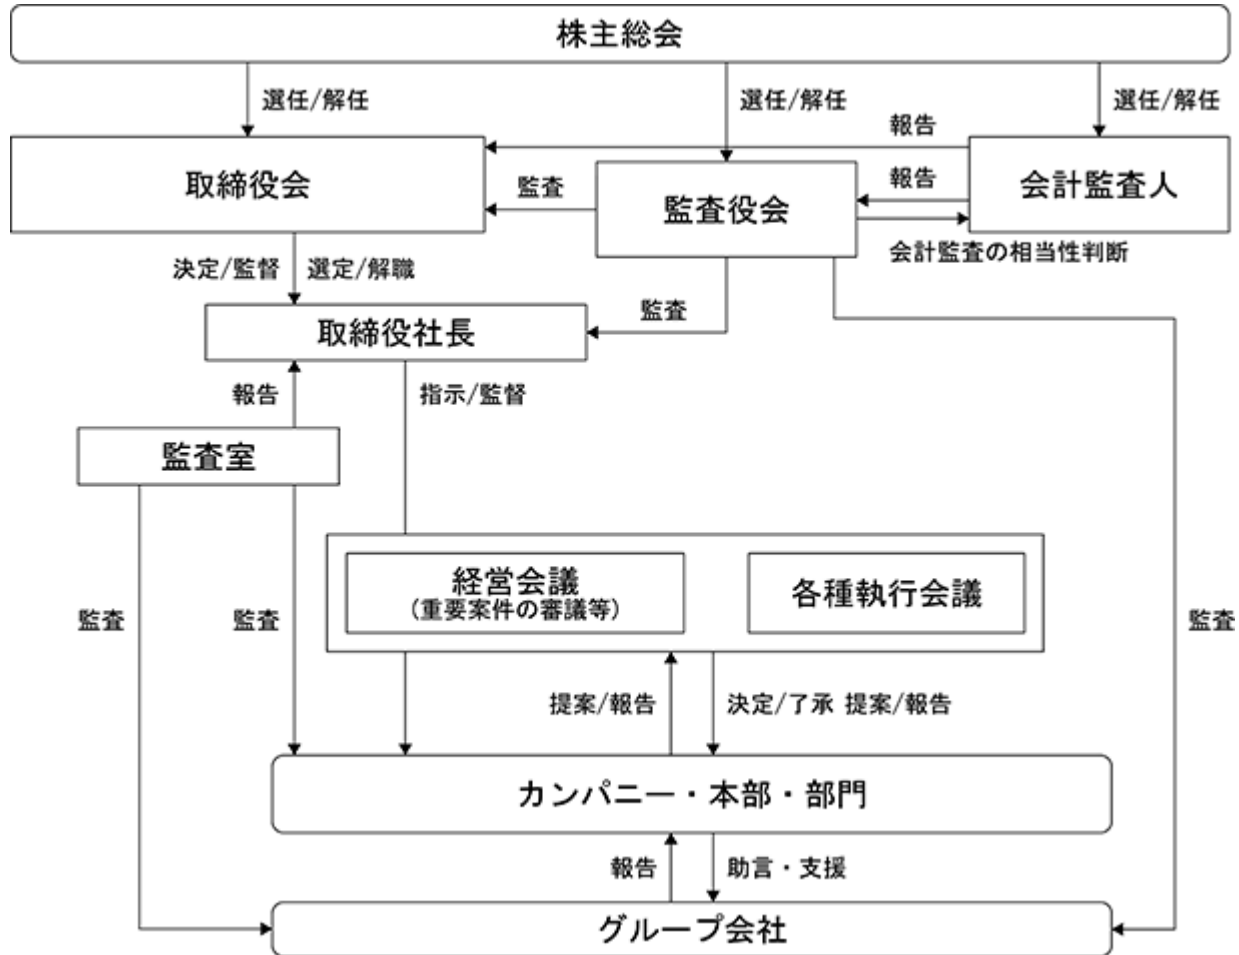 株主総会
選任/解任
選任/解任
選任/解任
報告
取締役会
監査
監査役会
報告
会計監査人
会計監査の相当性判断
決定/監督
選定/解職
監査
取締役社長
報告
指示/監督
監査室
経営会議
(重要案件の審議等)
各種執行会議
監査
監査
監査
提案/報告
決定/了承 提案/報告
カンパニー・本部・部門
報告
助言・支援
グループ会社